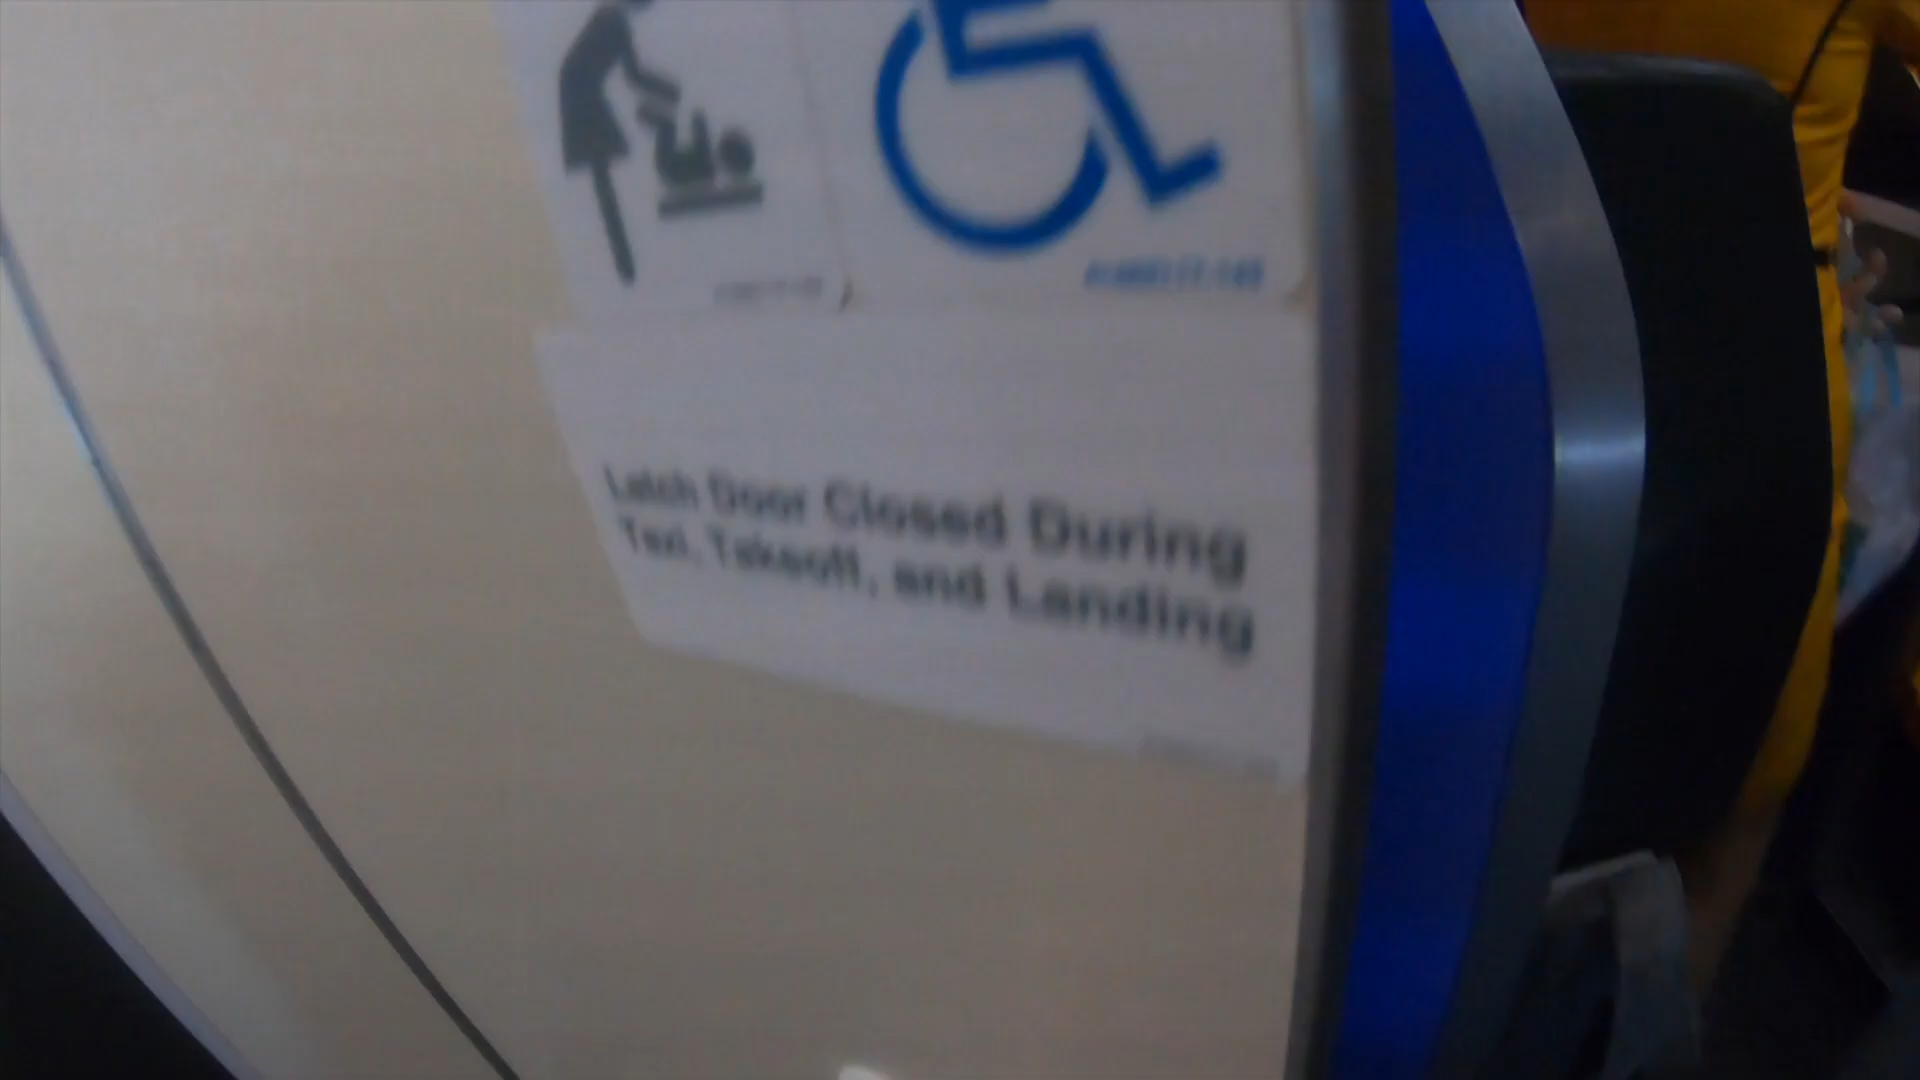 Latch Door Closed During
Taxi, Takeoff, and Landing